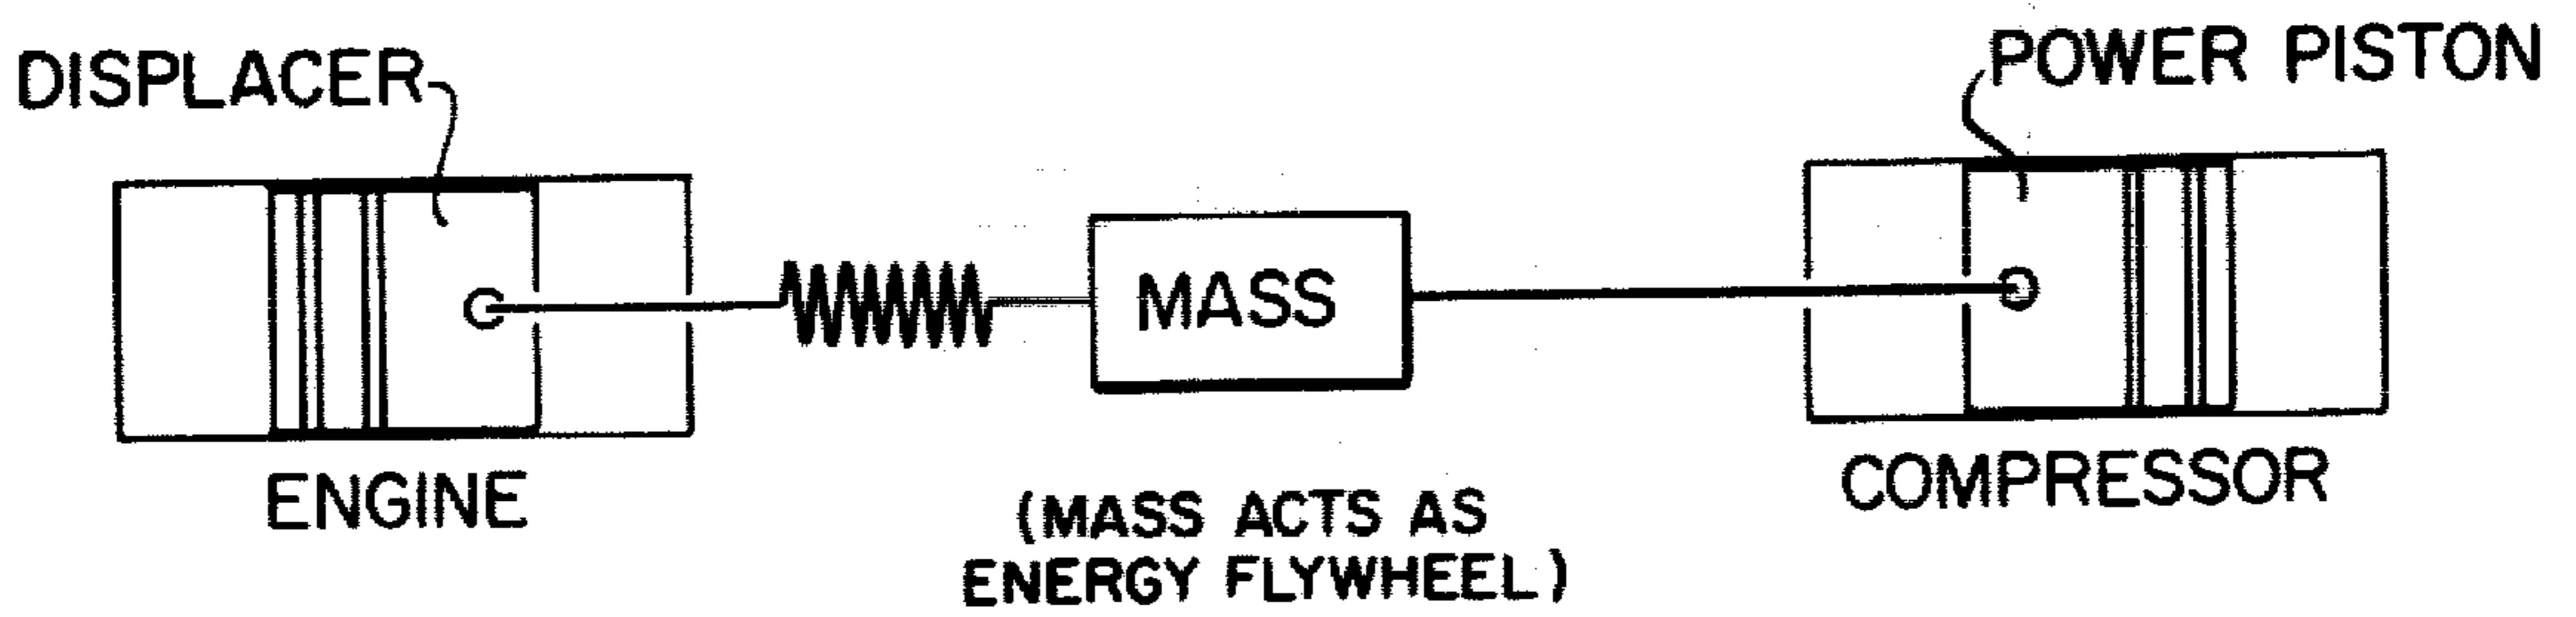 DISPLACER
POWER PISTON
MASS
ENGINE
COMPRESSOR
(MASS ACTS AS
ENERGY FLYWHEEL)